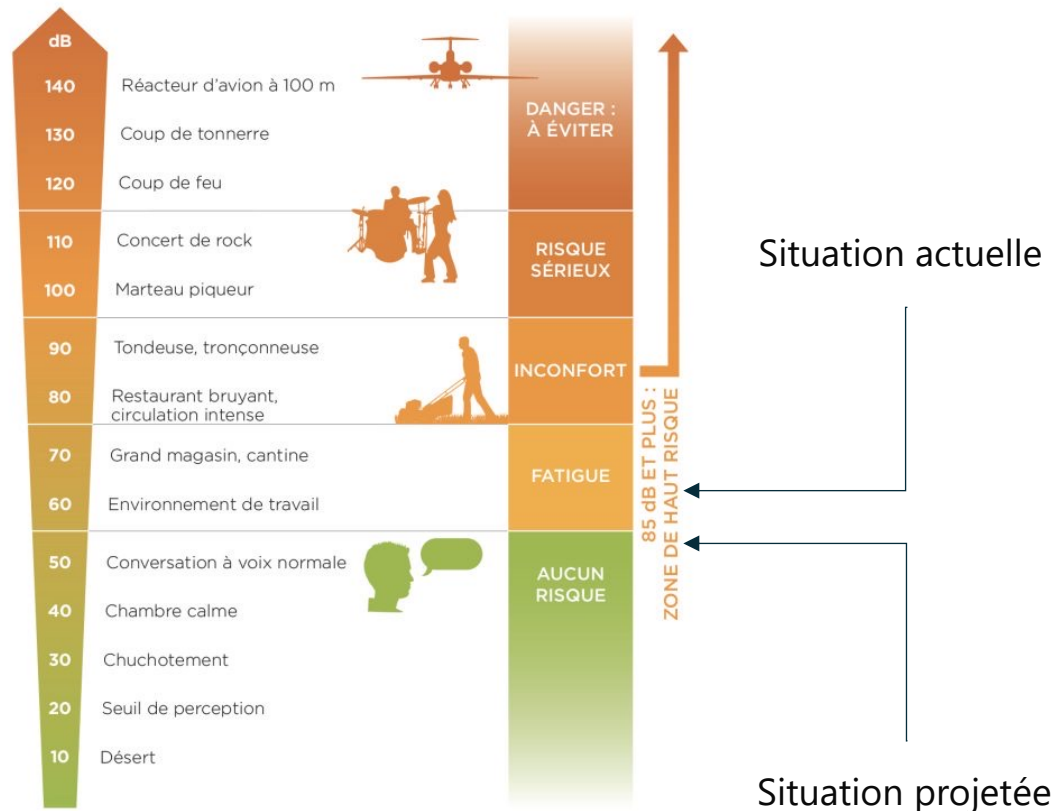 dB
140 Réacteur d'avion à 100 m
130 Coup de tonnerre
120 Coup de feu
DANGER :
À ÉVITER
110 Concert de rock
100 Marteau piqueur
RISQUE
SÉRIEUX
90 Tondeuse, tronçonneuse
80 Restaurant bruyant,
circulation intense
INCONFORT
70 Grand magasin, cantine
60 Environnement de travail
FATIGUE
50 Conversation à voix normale
40 Chambre calme
30 Chuchotement
20 Seuil de perception
10 Désert
AUCUN
RISQUE
85 dB ET PLUS :
ZONE DE HAUT RISQUE
Situation actuelle
Situation projetée